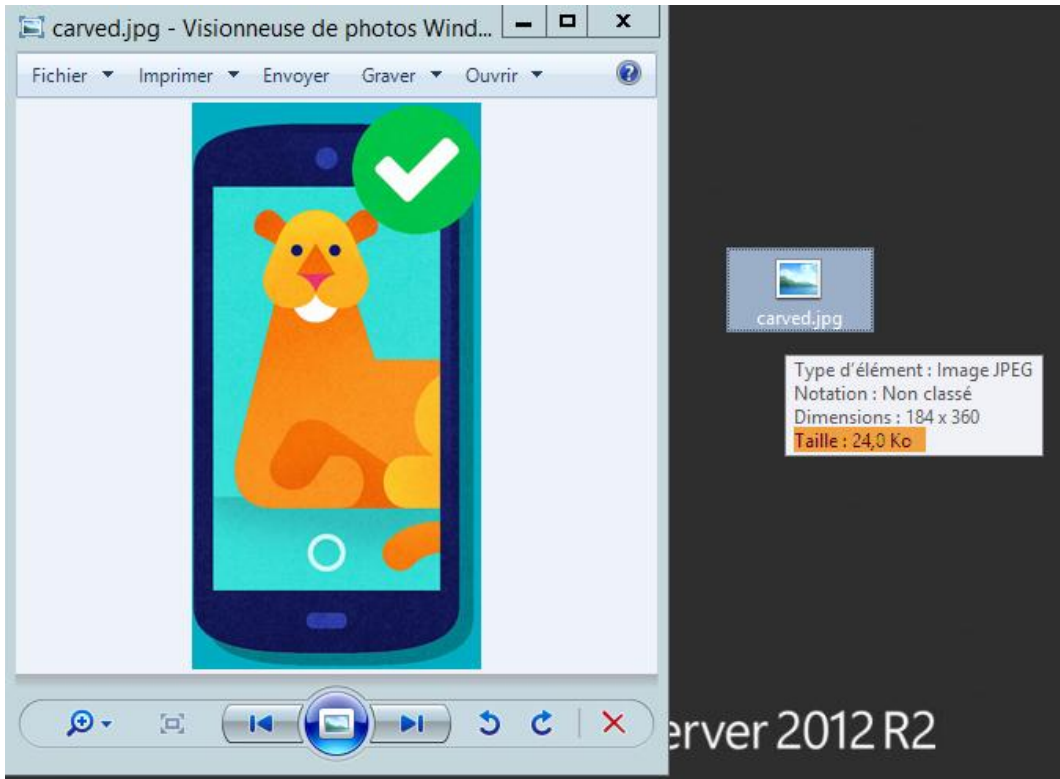 carved.jpg - Visionneuse de photos Wind...
Fichier Imprimer Envoyer Graver Ouvrir
carved.jpg
Type d'élément : Image JPEG
Notation : Non classé
Dimensions : 184 x 360
Taille : 24,0 Ko
erver 2012 R2